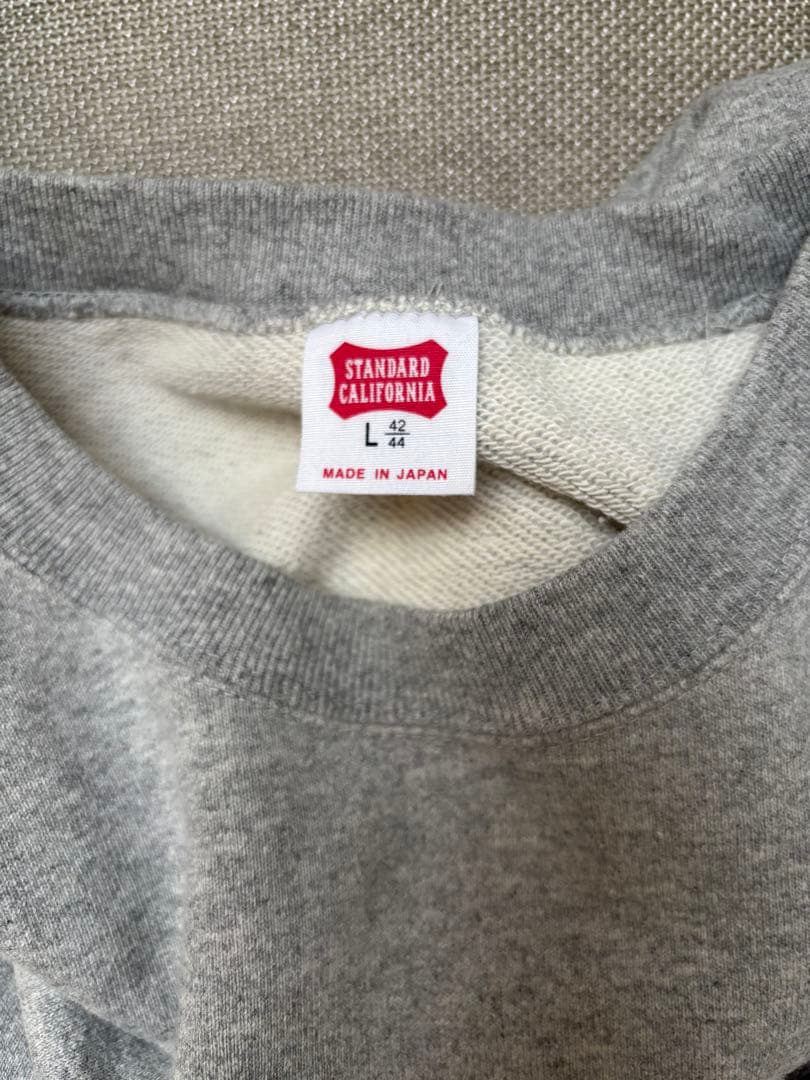 STANDARD
CALIFORNIA
L 42/44
MADE IN JAPAN